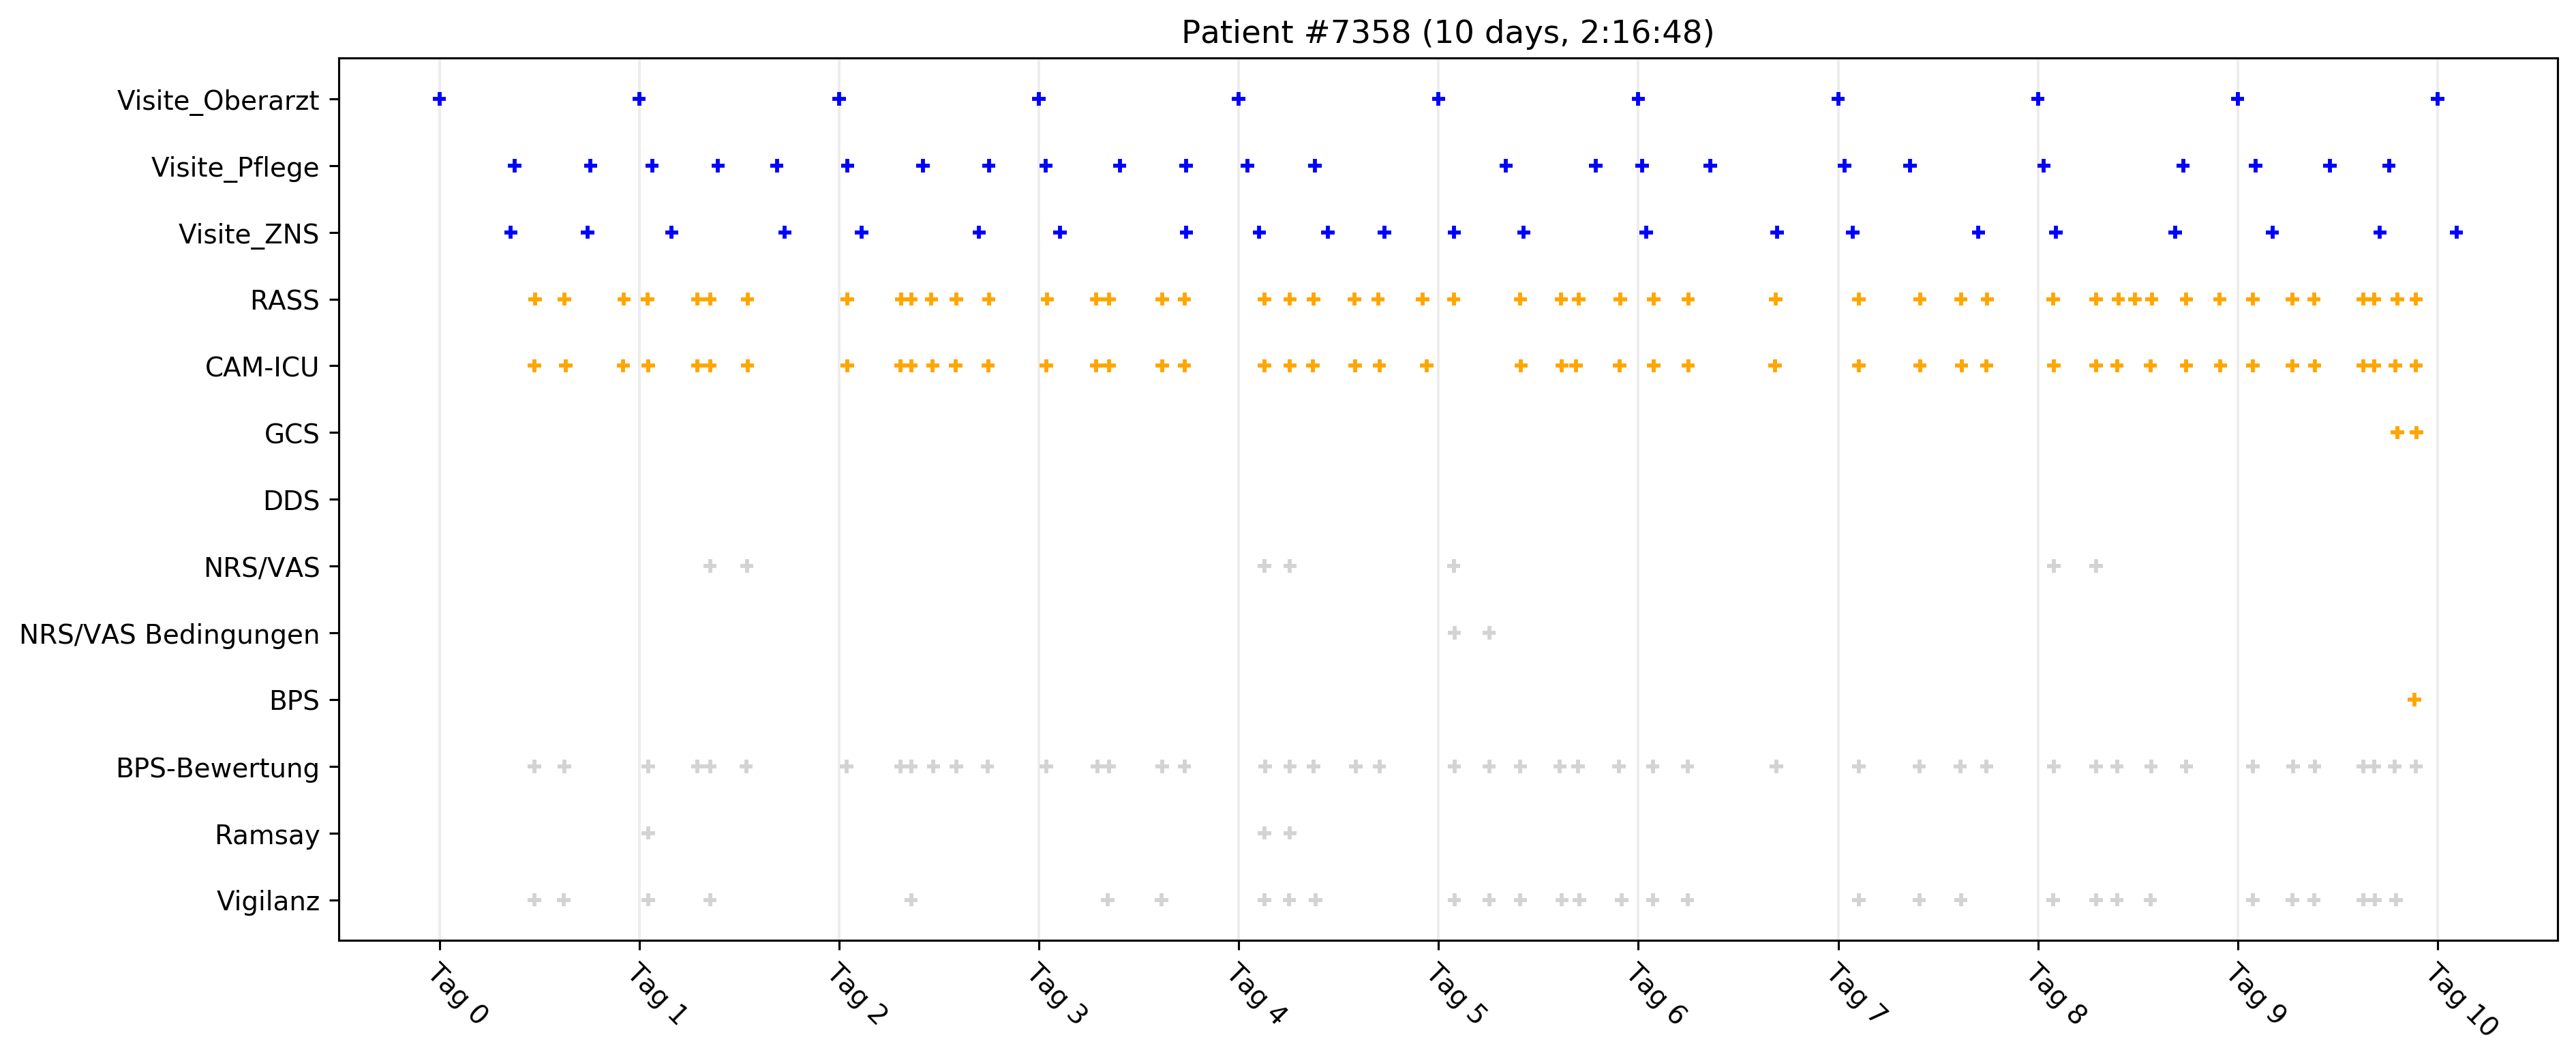 Patient #7358 (10 days, 2:16:48)
Visite_Oberarzt
Visite_Pflege
Visite_ZNS
RASS
CAM-ICU
GCS
DDS
NRS/VAS
NRS/VAS Bedingungen
BPS
BPS-Bewertung
Ramsay
Vigilanz
Tag 0
Tag 1
Tag 2
Tag 3
Tag 4
Tag 5
Tag 6
Tag 7
Tag 8
Tag 9
Tag 10